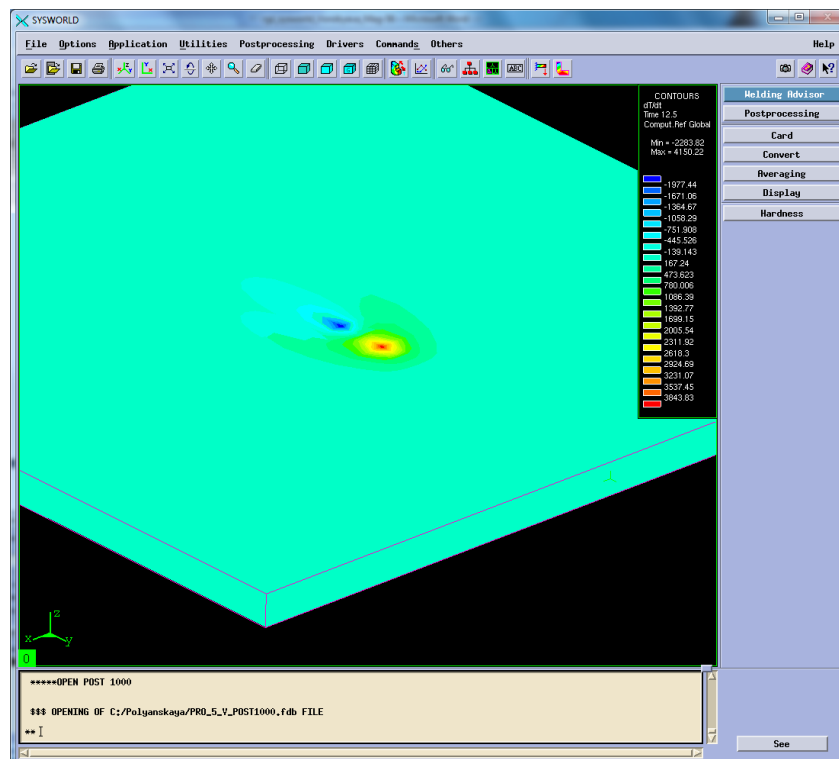 SYSWORLD
File Options Application Utilities Postprocessing Drivers Commands Others Help
ABC
CONTOURS
dT/dt
Time 12.5
Comput.Ref Global
Min = -2283.82
Max = 4150.22
-1977.44
-1671.06
-1364.67
-1058.29
-751.908
-445.526
-139.143
167.24
473.623
780.006
1086.39
1392.77
1699.15
2005.54
2311.92
2618.3
2924.69
3231.07
3537.45
3843.83
Welding Advisor
Postprocessing
Card
Convert
Averaging
Display
Hardness
z
x
y
0
*****OPEN POST 1000
$$$ OPENING OF C:/Polyanskaya/PRO_5_V_POST1000.fdb FILE
**
See